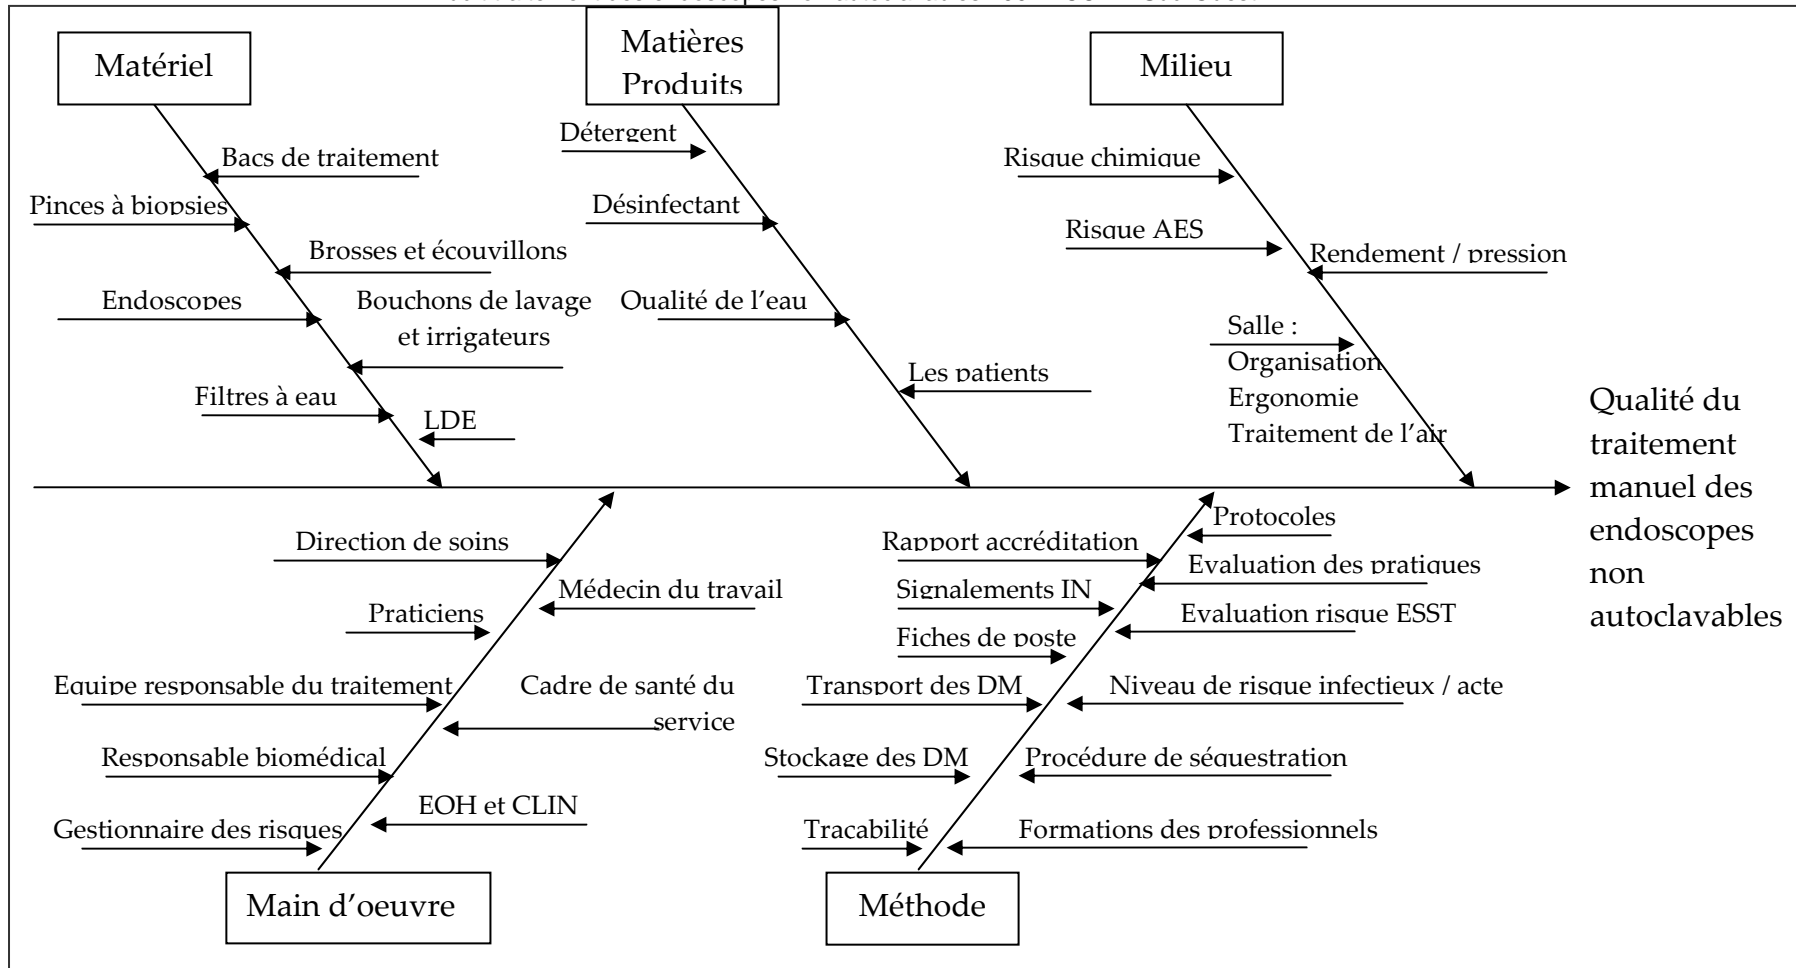 Matériel
Matières
Produits
Milieu
Détergent
Bacs de traitement
Risque chimique
Pinces à biopsies
Désinfectant
Risque AES
Brosses et écouvillons
Rendement / pression
Endoscopes
Bouchons de lavage
et irrigateurs
Qualité de l'eau
Salle :
Organisation
Ergonomie
Traitement de l'air
Les patients
Filtres à eau
LDE
Qualité du
traitement
manuel des
endoscopes
non
autoclavables
Direction de soins
Médecin du travail
Praticiens
Equipe responsable du traitement
Cadre de santé du
service
Responsable biomédical
EOH et CLIN
Gestionnaire des risques
Main d'oeuvre
Protocoles
Rapport accréditation
Evaluation des pratiques
Signalements IN
Evaluation risque ESST
Fiches de poste
Transport des DM
Niveau de risque infectieux / acte
Stockage des DM
Procédure de séquestration
Traçabilité
Formations des professionnels
Méthode